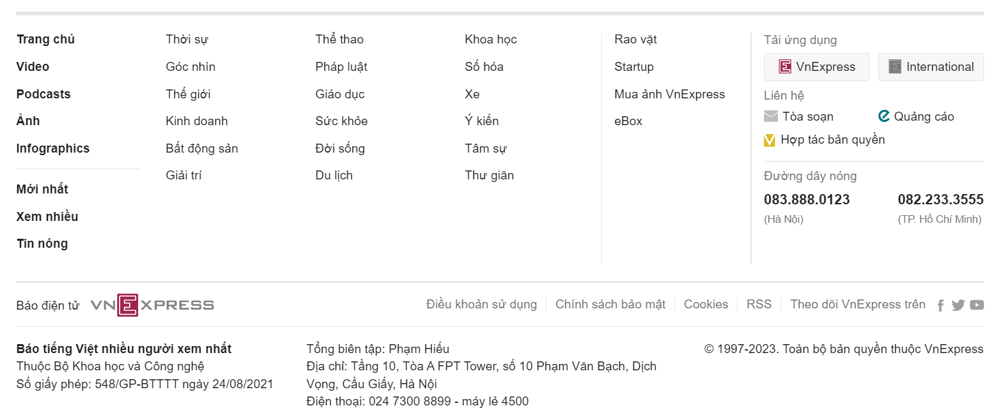 Trang chủ
Video
Podcasts
Ảnh
Infographics
Mới nhất
Xem nhiều
Tin nóng
Thời sự
Góc nhìn
Thế giới
Kinh doanh
Bất động sản
Giải trí
Thể thao
Pháp luật
Giáo dục
Sức khỏe
Đời sống
Du lịch
Khoa học
Số hóa
Xe
Ý kiến
Tâm sự
Thư giãn
Rao vặt
Startup
Mua ảnh VnExpress
eBox
Tải ứng dụng
VnExpress
International
Liên hệ
Tòa soạn
Quảng cáo
Hợp tác bản quyền
Đường dây nóng
083.888.0123
(Hà Nội)
082.233.3555
(TP. Hồ Chí Minh)
Báo điện tử VNEXPRESS
Điều khoản sử dụng
Chính sách bảo mật
Cookies
RSS
Theo dõi VnExpress trên
Báo tiếng Việt nhiều người xem nhất
Thuộc Bộ Khoa học và Công nghệ
Số giấy phép: 548/GP-BTTTT ngày 24/08/2021
Tổng biên tập: Phạm Hiếu
Địa chỉ: Tầng 10, Tòa A FPT Tower, số 10 Phạm Văn Bạch, Dịch
Vọng, Cầu Giấy, Hà Nội
Điện thoại: 024 7300 8899 - máy lẻ 4500
© 1997-2023. Toàn bộ bản quyền thuộc VnExpress